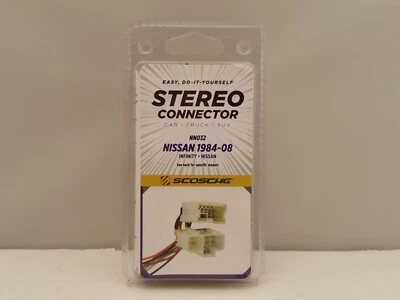 EASY, DO-IT-YOURSELF
STEREO
CONNECTOR
CAR | TRUCK | SUV
NN032
NISSAN 1984-08
INFINITY • NISSAN
See back for specific models
SCOSCHE